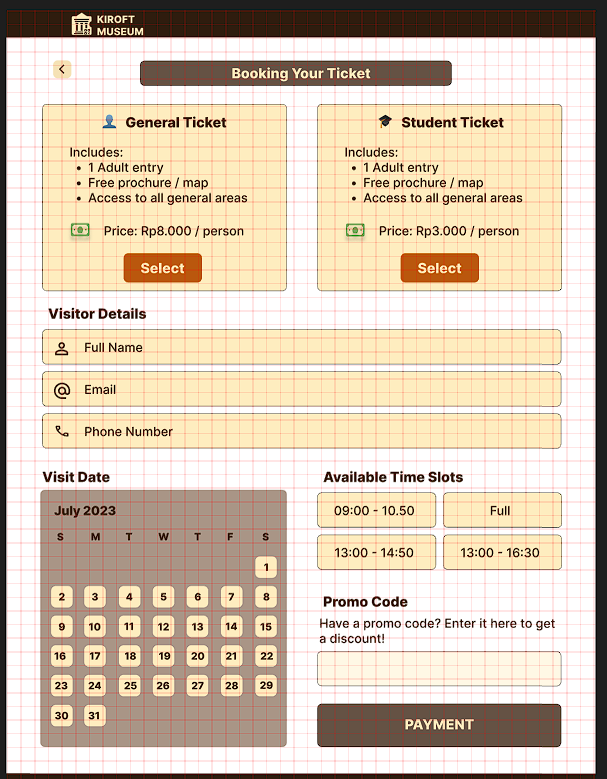 KIROFT
MUSEUM
Booking Your Ticket
General Ticket
Includes:
• 1 Adult entry
• Free prochure / map
• Access to all general areas
Price: Rp8.000 / person
Select
Student Ticket
Includes:
• 1 Adult entry
• Free prochure / map
• Access to all general areas
Price: Rp3.000 / person
Select
Visitor Details
Full Name
Email
Phone Number
Visit Date
July 2023
S M T W T F S
1
2 3 4 5 6 7 8
9 10 11 12 13 14 15
16 17 18 19 20 21 22
23 24 25 26 27 28 29
30 31
Available Time Slots
09:00 - 10.50 Full
13:00 - 14:50 13:00 - 16:30
Promo Code
Have a promo code? Enter it here to get
a discount!
PAYMENT